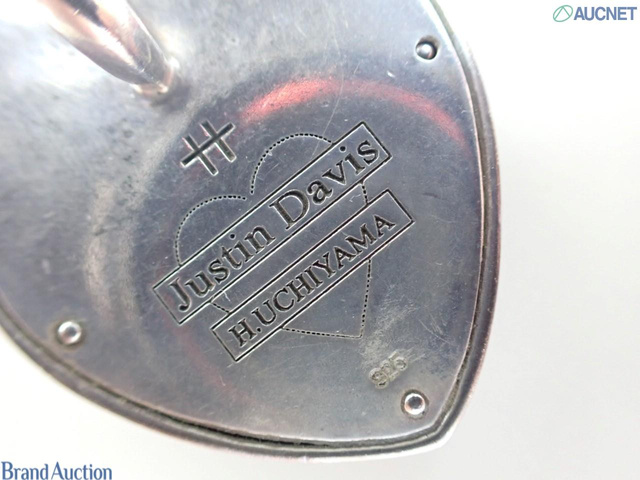 AUCNET
Justin Davis
H.UCHIYAMA
925
Brand Auction